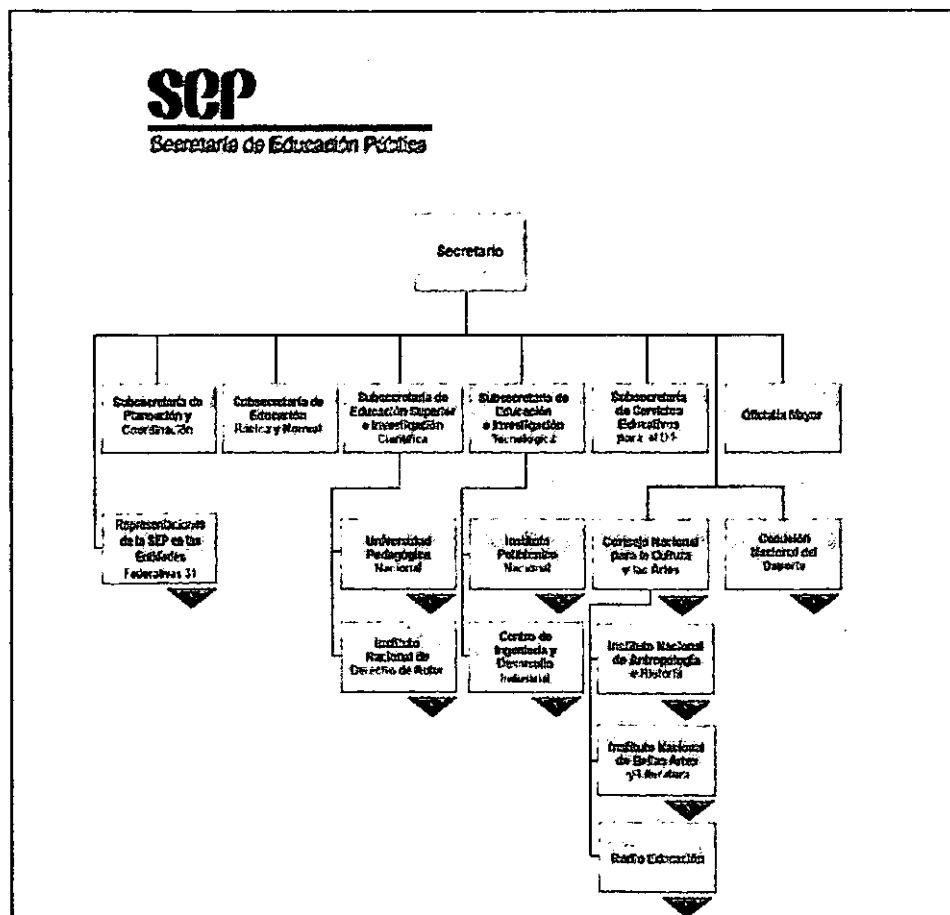 sep
Secretaría de Educación Pública
Secretario
Subsecretaría de
Planeación y
Coordinación
Subsecretaría de
Educación
Básica y Normal
Subsecretaría de
Educación Superior
e Investigación
Científica
Subsecretaría de
Educación
e Investigación
Tecnológica
Subsecretaría
de Servicios
Educativos
para el D.F.
Oficialía Mayor
Representaciones
de la SEP en las
Entidades
Federativas 31
Universidad
Pedagógica
Nacional
Instituto
Politécnico
Nacional
Consejo Nacional
para la Cultura
y las Artes
Comisión
Nacional del
Deporte
Instituto
Nacional de
Derecho de Autor
Centro de
Ingeniería y
Desarrollo
Industrial
Instituto Nacional
de Antropología
e Historia
Instituto Nacional
de Bellas Artes
y Literatura
Radio Educación